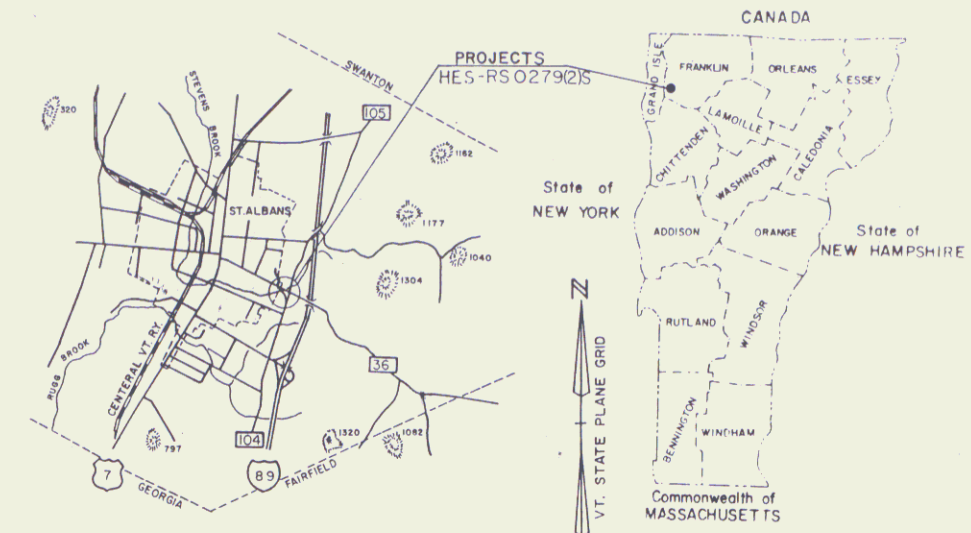 CANADA
PROJECTS
HES-RS 0279(2)S
SWANTON
STEVENS BROOK
320
105
1162
ST. ALBANS
1177
1040
1304
CENTERAL VT. RY.
RUGG BROOK
36
797
104
1320
1082
7
89
GEORGIA
FAIRFIELD
GRAND ISLE
FRANKLIN
ORLEANS
ESSEY
LAMOILLE
CHITTENDEN
WASHINGTON
CALEDONIA
State of
NEW YORK
ADDISON
ORANGE
State of
NEW HAMPSHIRE
N
RUTLAND
WINDSOR
VT. STATE PLANE GRID
BENNINGTON
WINDHAM
Commonwealth of
MASSACHUSETTS